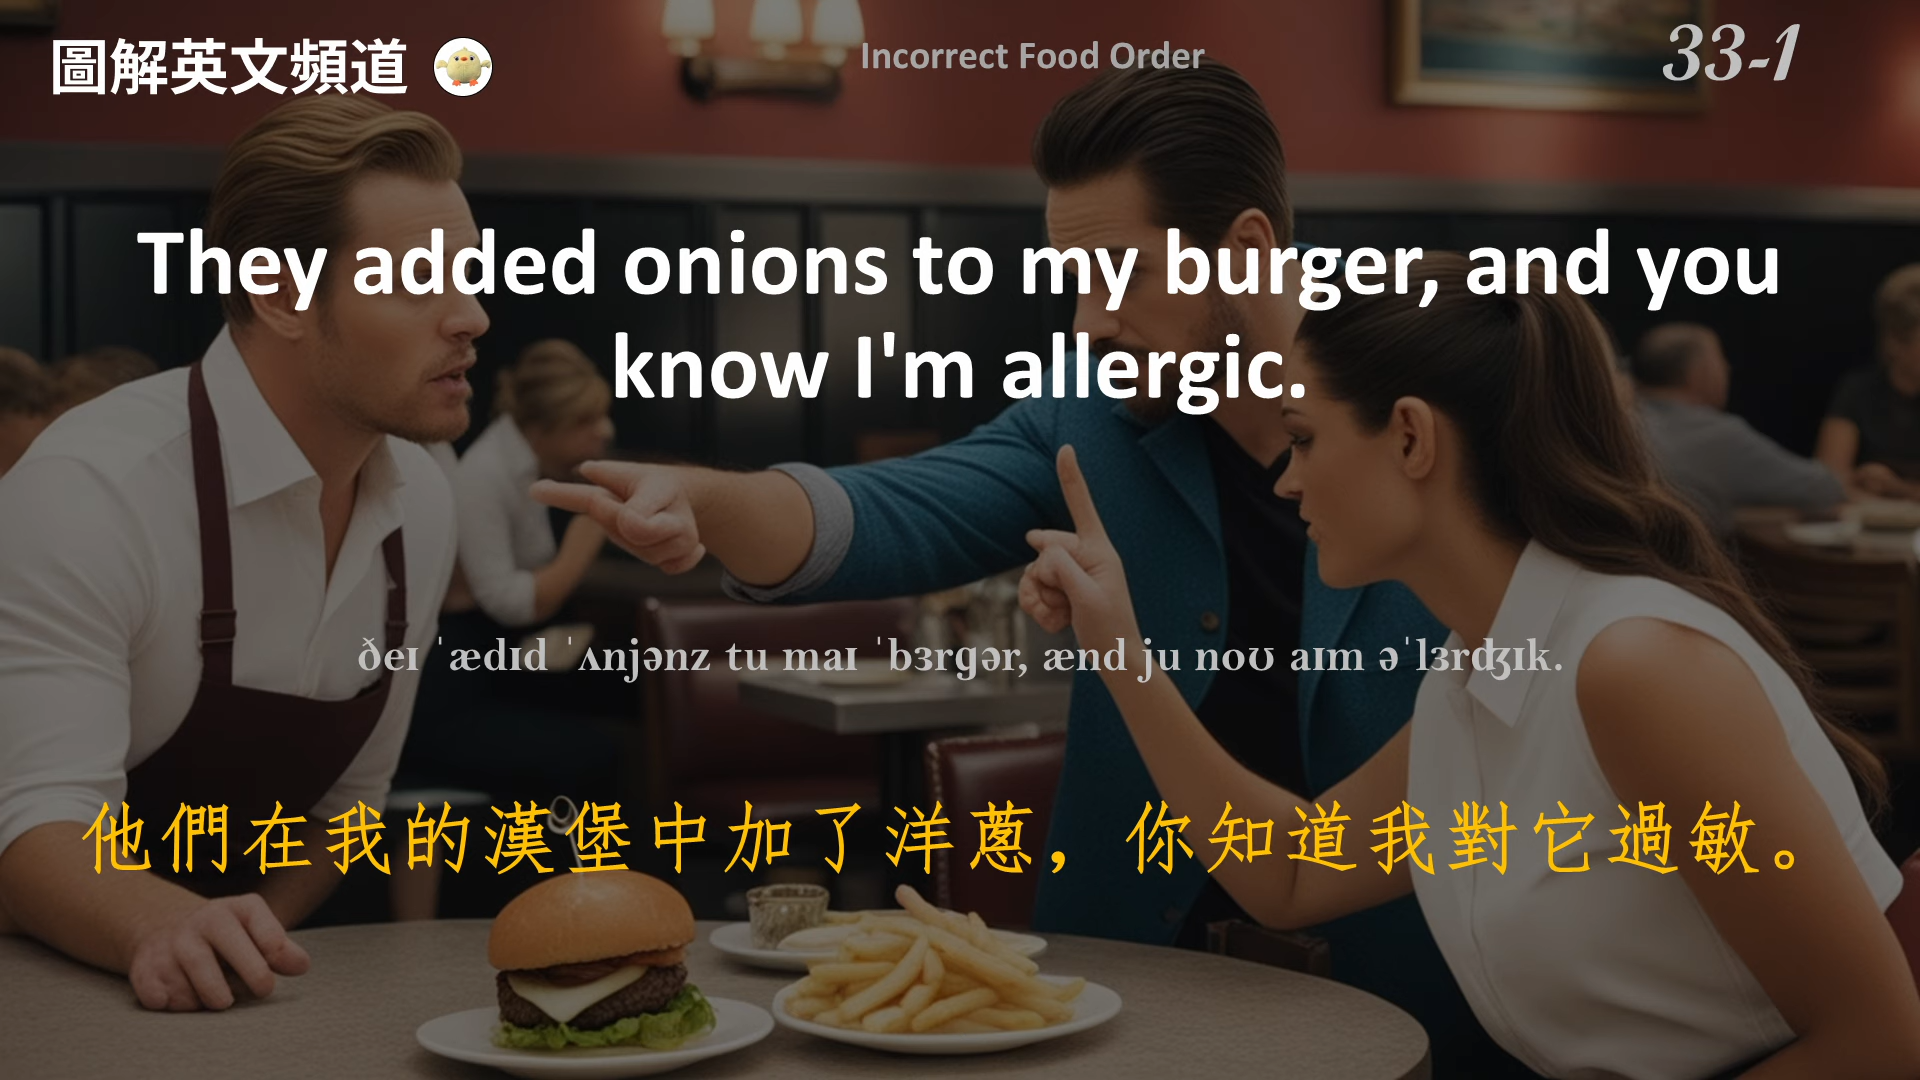 圖解英文頻道
Incorrect Food Order
33-1
They added onions to my burger, and you
know I'm allergic.
ðeɪ ˈædɪd ˈʌnjənz tu maɪ ˈbɜrgər, ænd ju noʊ aɪm əˈlɜrʤɪk.
他們在我的漢堡中加了洋蔥，你知道我對它過敏。